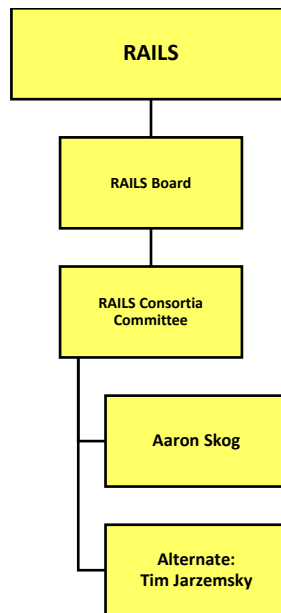 RAILS
RAILS Board
RAILS Consortia
Committee
Aaron Skog
Alternate:
Tim Jarzemsky